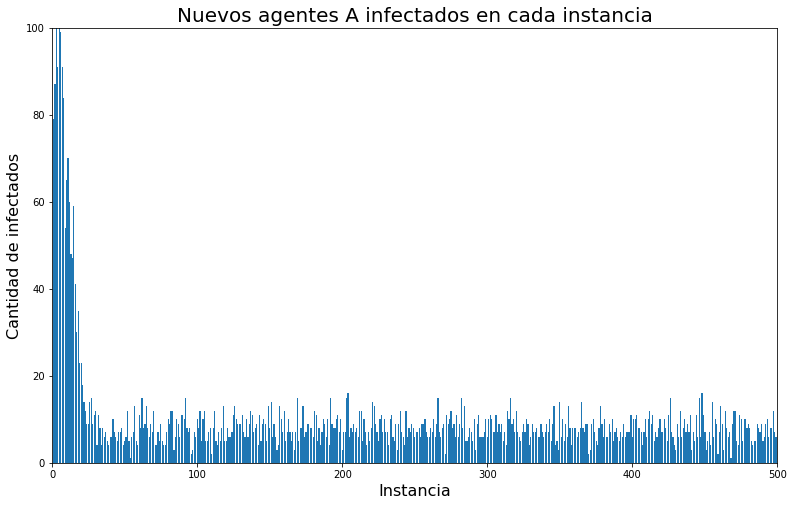 Nuevos agentes A infectados en cada instancia
Cantidad de infectados
100
80
60
40
20
0
0 100 200 300 400 500
Instancia